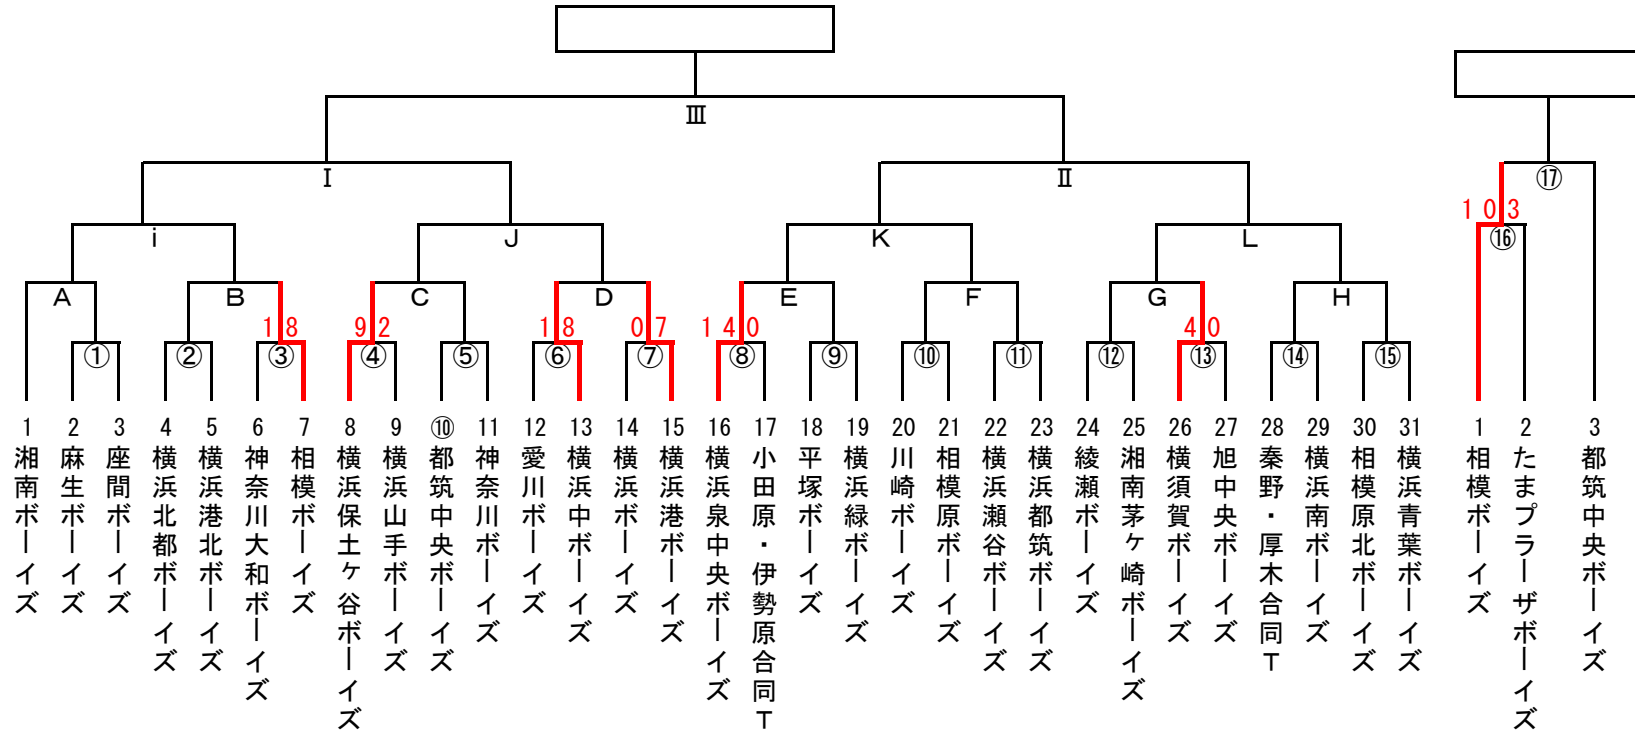 Ⅲ
Ⅰ
Ⅱ
⑰
1 0 3
i
J
K
L
⑯
A
B
C
D
E
F
G
H
1 8
9 2
1 8
0 7
1 4 0
4 0
①
②
③
④
⑤
⑥
⑦
⑧
⑨
⑩
⑪
⑫
⑬
⑭
⑮
1 湘南ボーイズ
2 麻生ボーイズ
3 座間ボーイズ
4 横浜北都ボーイズ
5 横浜港北ボーイズ
6 神奈川大和ボーイズ
7 相模ボーイズ
8 横浜保土ヶ谷ボーイズ
9 横浜山手ボーイズ
⑩ 都筑中央ボーイズ
11 神奈川ボーイズ
12 愛川ボーイズ
13 横浜中ボーイズ
14 横浜ボーイズ
15 横浜港ボーイズ
16 横浜泉中央ボーイズ
17 小田原・伊勢原合同T
18 平塚ボーイズ
19 横浜緑ボーイズ
20 川崎ボーイズ
21 相模原ボーイズ
22 横浜瀬谷ボーイズ
23 横浜都筑ボーイズ
24 綾瀬ボーイズ
25 湘南茅ケ崎ボーイズ
26 横須賀ボーイズ
27 旭中央ボーイズ
28 秦野・厚木合同T
29 横浜南ボーイズ
30 相模原北ボーイズ
31 横浜青葉ボーイズ
1 相模ボーイズ
2 たまプラーザボーイズ
3 都筑中央ボーイズ